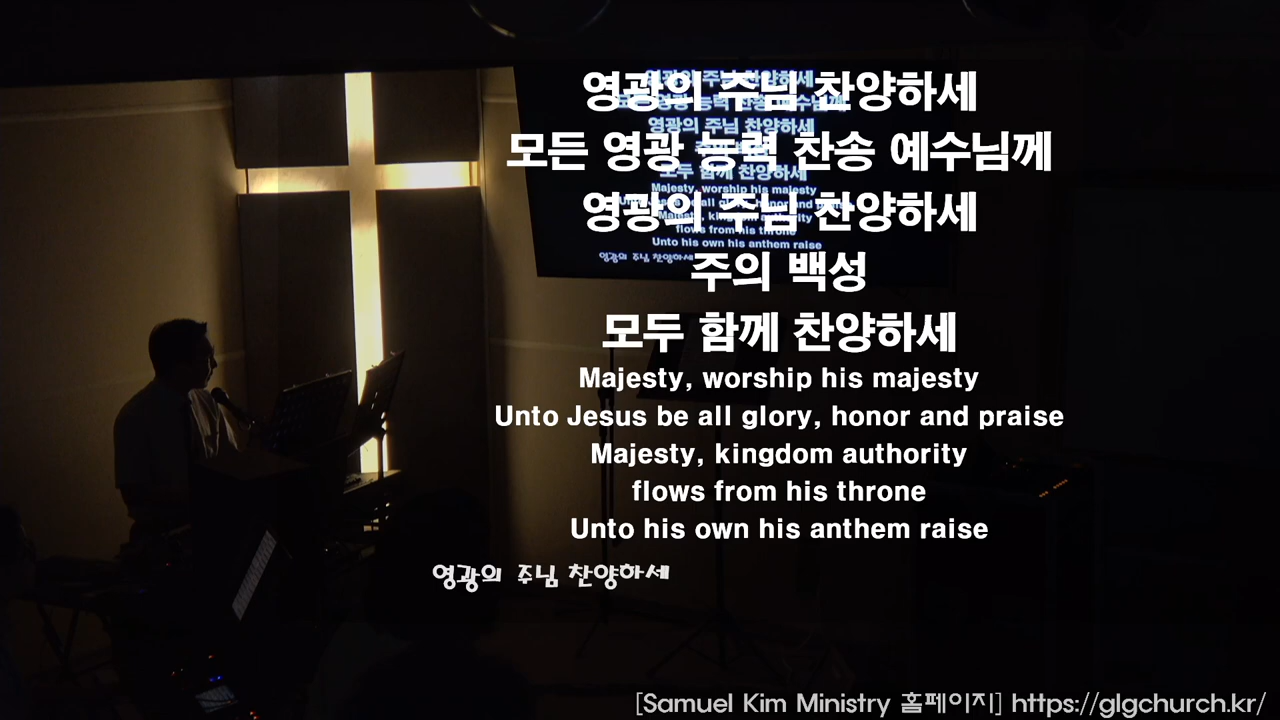 영광의 주님 찬양하세
모든 영광 능력 찬송 예수님께
영광의 주님 찬양하세
주의 백성
모두 함께 찬양하세
Majesty, worship his majesty
Unto Jesus be all glory, honor and praise
Majesty, kingdom authority
flows from his throne
Unto his own his anthem raise
영광의 주님 찬양하세
[Samuel Kim Ministry 홈페이지] https://glgchurch.kr/